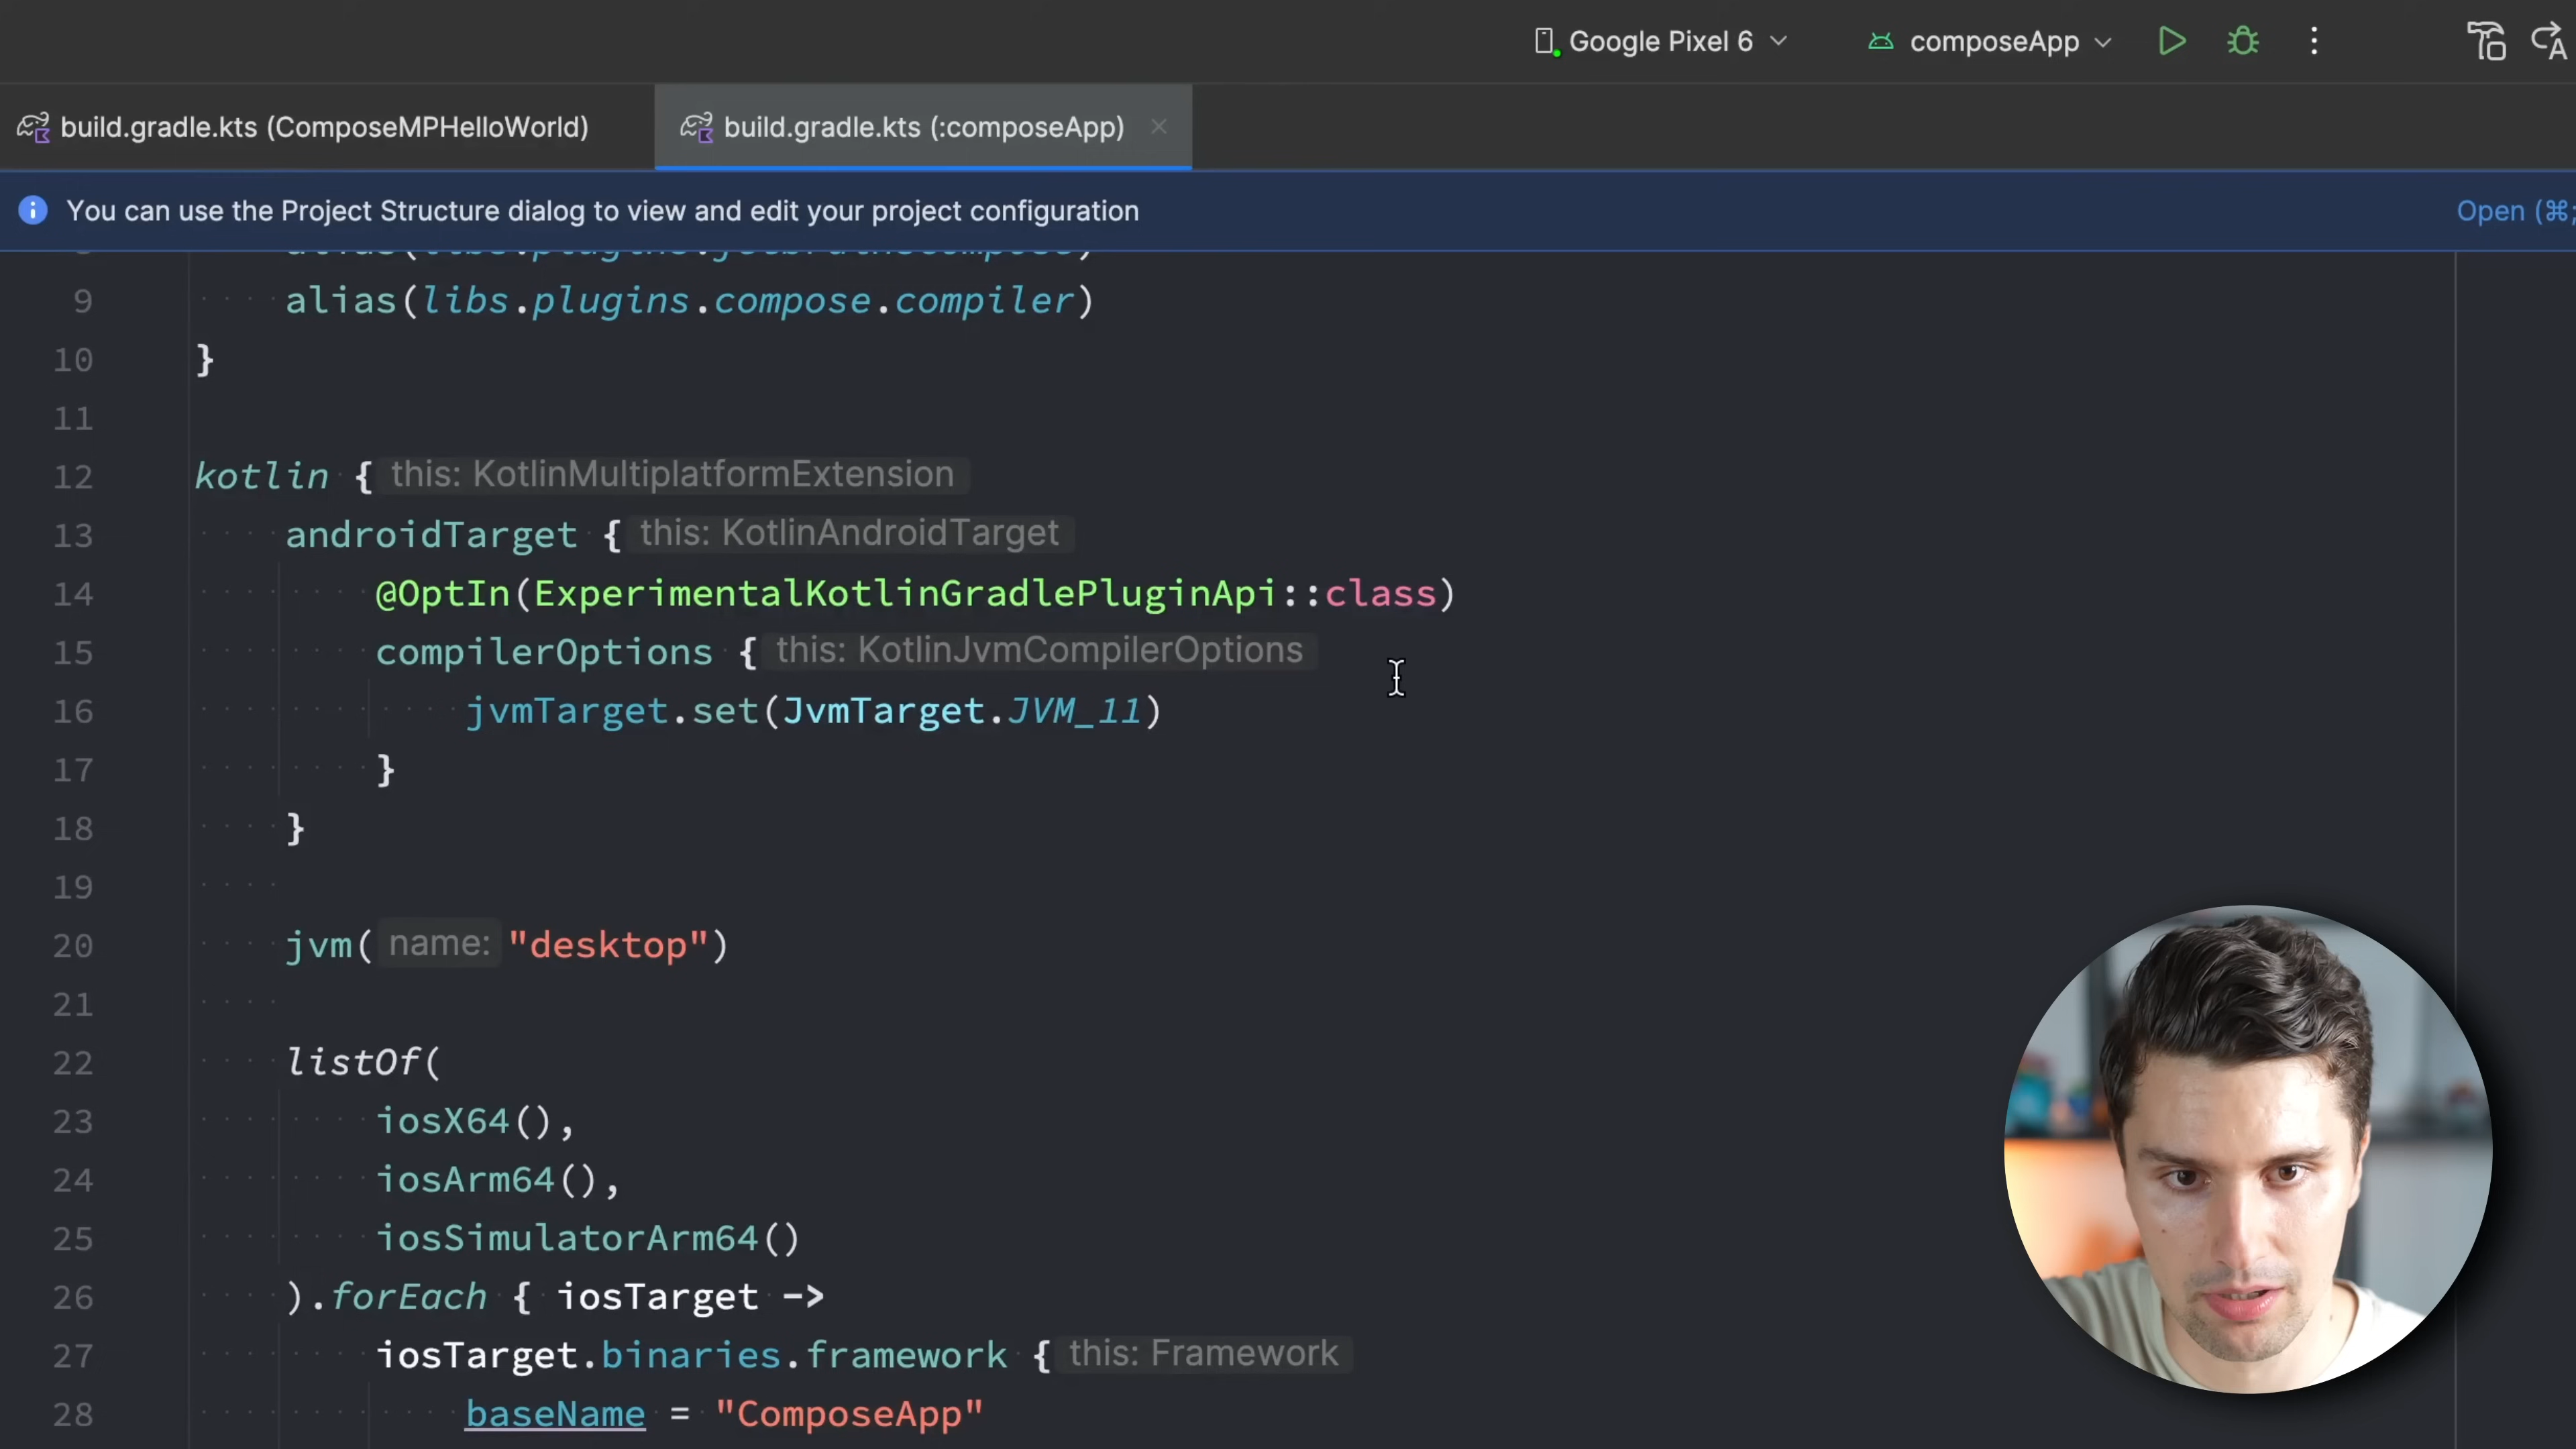 Google Pixel 6
composeApp
build.gradle.kts (ComposeMPHelloWorld)
build.gradle.kts (:composeApp)
You can use the Project Structure dialog to view and edit your project configuration
Open (⌘;
9 alias(libs.plugins.compose.compiler)
10 }
11
12 kotlin { this: KotlinMultiplatformExtension
13 androidTarget { this: KotlinAndroidTarget
14 @OptIn(ExperimentalKotlinGradlePluginApi::class)
15 compilerOptions { this: KotlinJvmCompilerOptions
16 jvmTarget.set(JvmTarget.JVM_11)
17 }
18 }
19
20 jvm( name: "desktop")
21
22 listOf(
23 iosX64(),
24 iosArm64(),
25 iosSimulatorArm64()
26 ).forEach { iosTarget ->
27 iosTarget.binaries.framework { this: Framework
28 baseName = "ComposeApp"